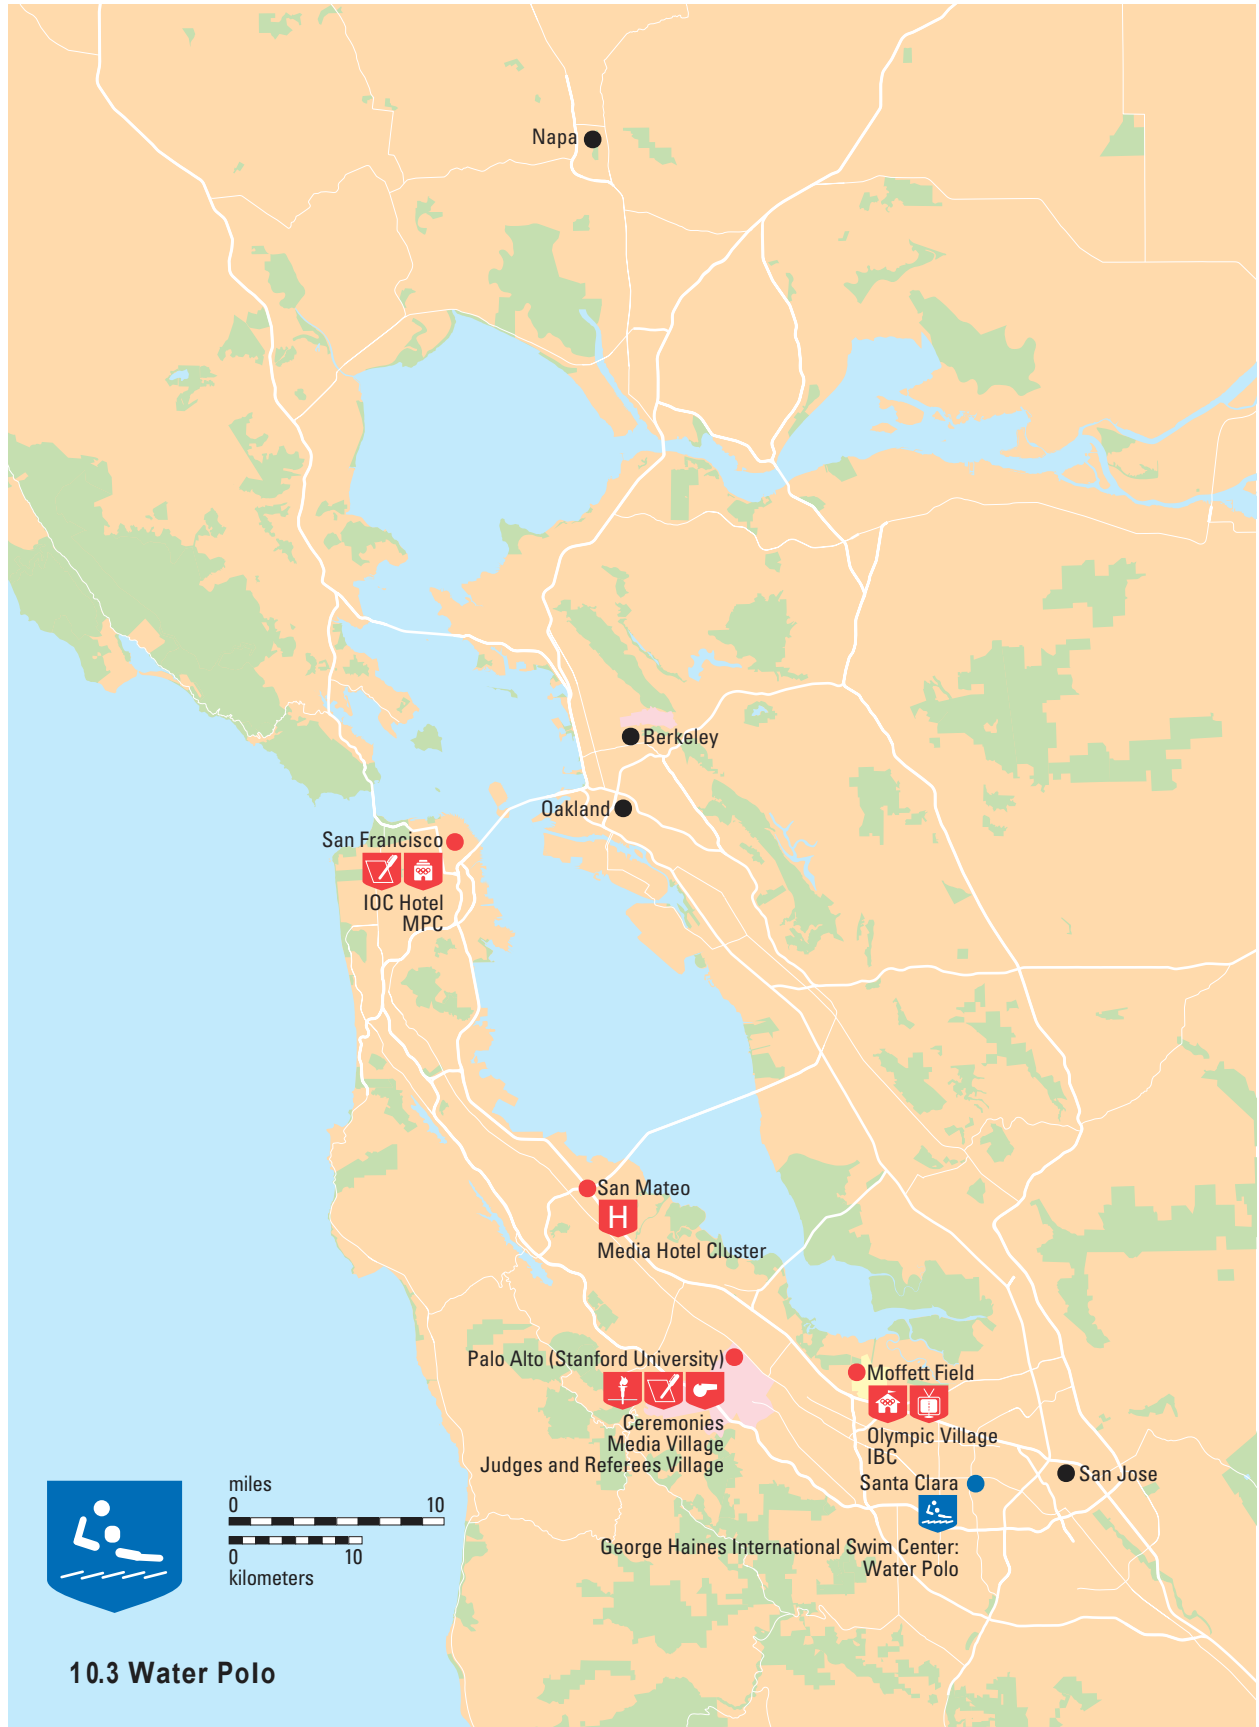 Napa
Berkeley
Oakland
San Francisco
IOC Hotel
MPC
San Mateo
H
Media Hotel Cluster
Palo Alto (Stanford University)
Ceremonies
Media Village
Judges and Referees Village
Moffett Field
Olympic Village
IBC
Santa Clara
San Jose
George Haines International Swim Center:
Water Polo
miles
0 10
0 10
kilometers
10.3 Water Polo